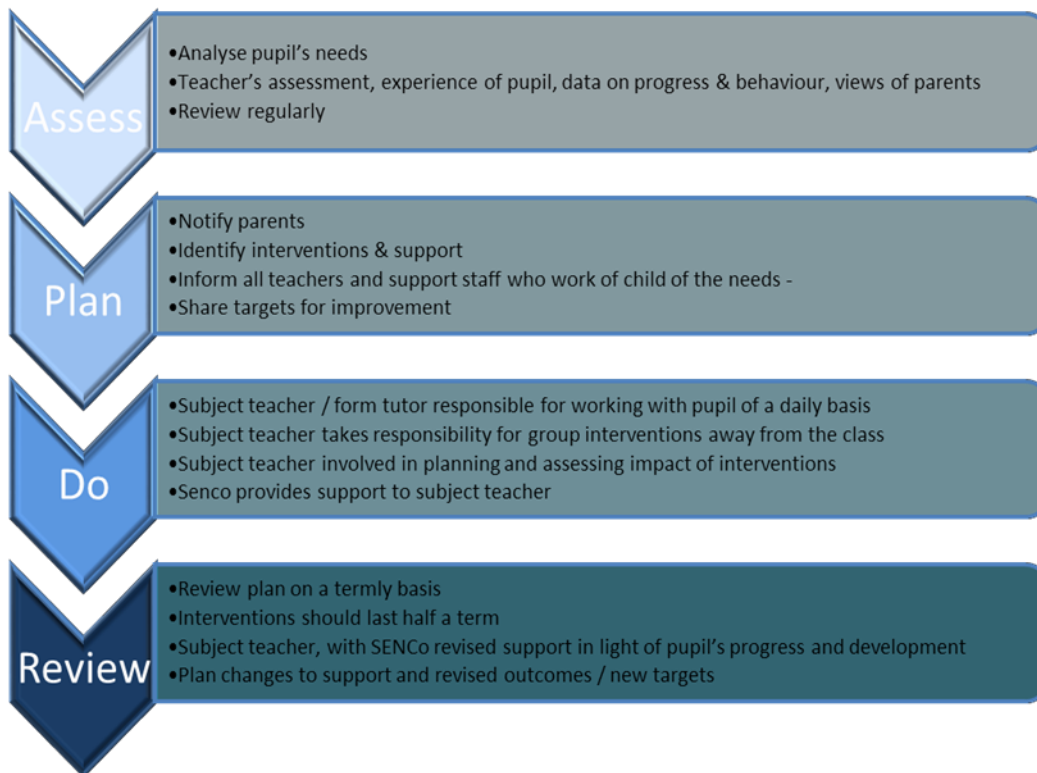 Assess
•Analyse pupil's needs
•Teacher's assessment, experience of pupil, data on progress & behaviour, views of parents
•Review regularly
Plan
•Notify parents
•Identify interventions & support
•Inform all teachers and support staff who work of child of the needs -
•Share targets for improvement
Do
•Subject teacher / form tutor responsible for working with pupil of a daily basis
•Subject teacher takes responsibility for group interventions away from the class
•Subject teacher involved in planning and assessing impact of interventions
•Senco provides support to subject teacher
Review
•Review plan on a termly basis
•Interventions should last half a term
•Subject teacher, with SENCo revised support in light of pupil's progress and development
•Plan changes to support and revised outcomes / new targets